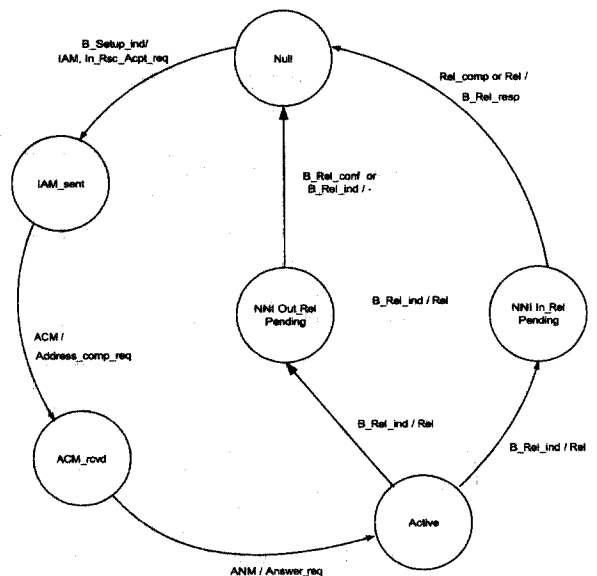 B_Setup_ind/
IAM, In_Rsc_Acpt_req
Null
Rel_comp or Rel /
B_Rel_resp
IAM_sent
B_Rel_conf or
B_Rel_ind / -
NNI Out_Rel
Pending
B_Rel_ind / Rel
NNI In_Rel
Pending
ACM /
Address_comp_req
B_Rel_ind / Rel
B_Rel_ind / Rel
ACM_rcvd
Active
ANM / Answer_req